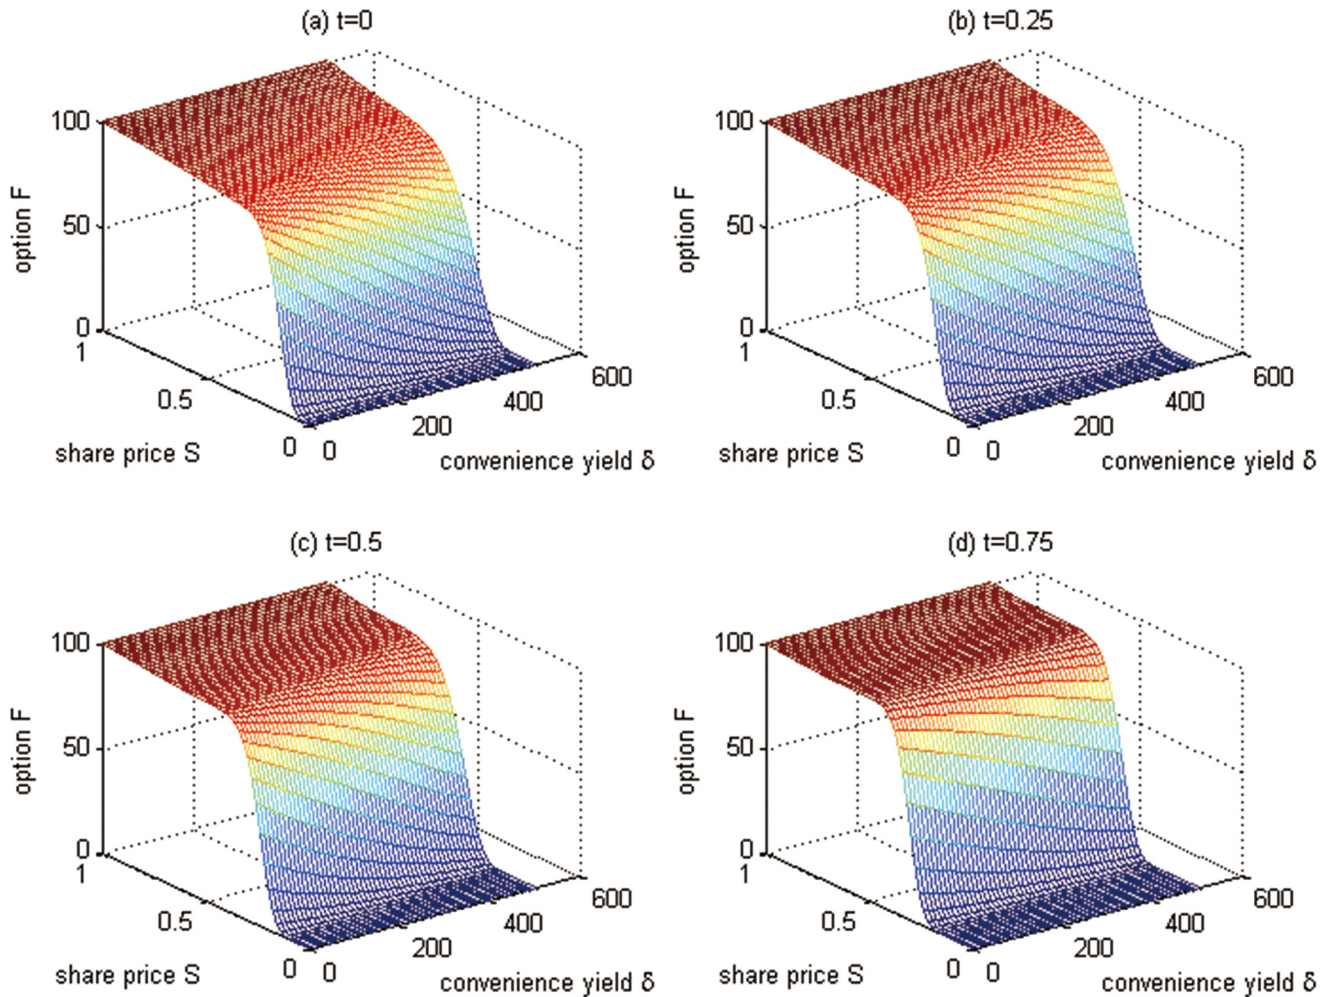 (a) t=0
100
50
0
option F
1
0.5
0
share price S
0
200
400
600
convenience yield δ
(b) t=0.25
100
50
0
option F
1
0.5
0
share price S
0
200
400
600
convenience yield δ
(c) t=0.5
100
50
0
option F
1
0.5
0
share price S
0
200
400
600
convenience yield δ
(d) t=0.75
100
50
0
option F
1
0.5
0
share price S
0
200
400
600
convenience yield δ